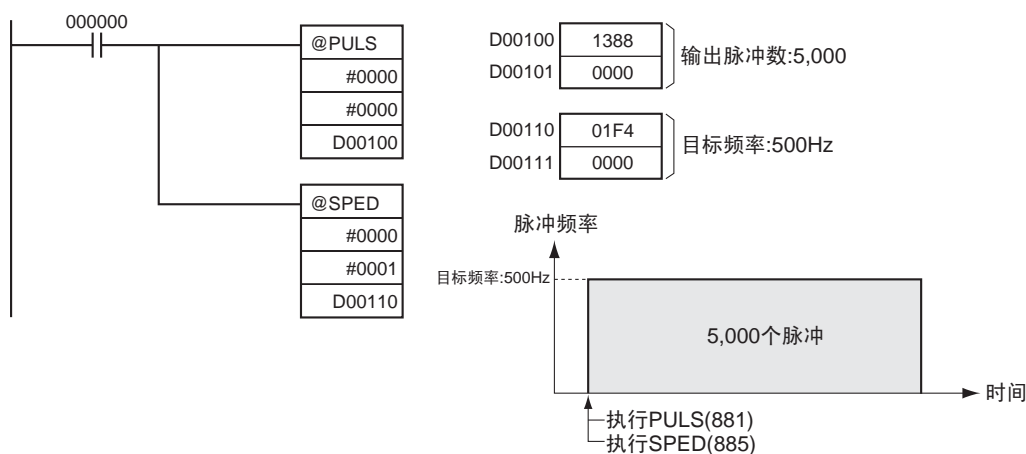 000000
@PULS
#0000
#0000
D00100
@SPED
#0000
#0001
D00110
D00100 1388
D00101 0000
输出脉冲数:5,000
D00110 01F4
D00111 0000
目标频率:500Hz
脉冲频率
目标频率:500Hz
5,000个脉冲
时间
执行PULS(881)
执行SPED(885)